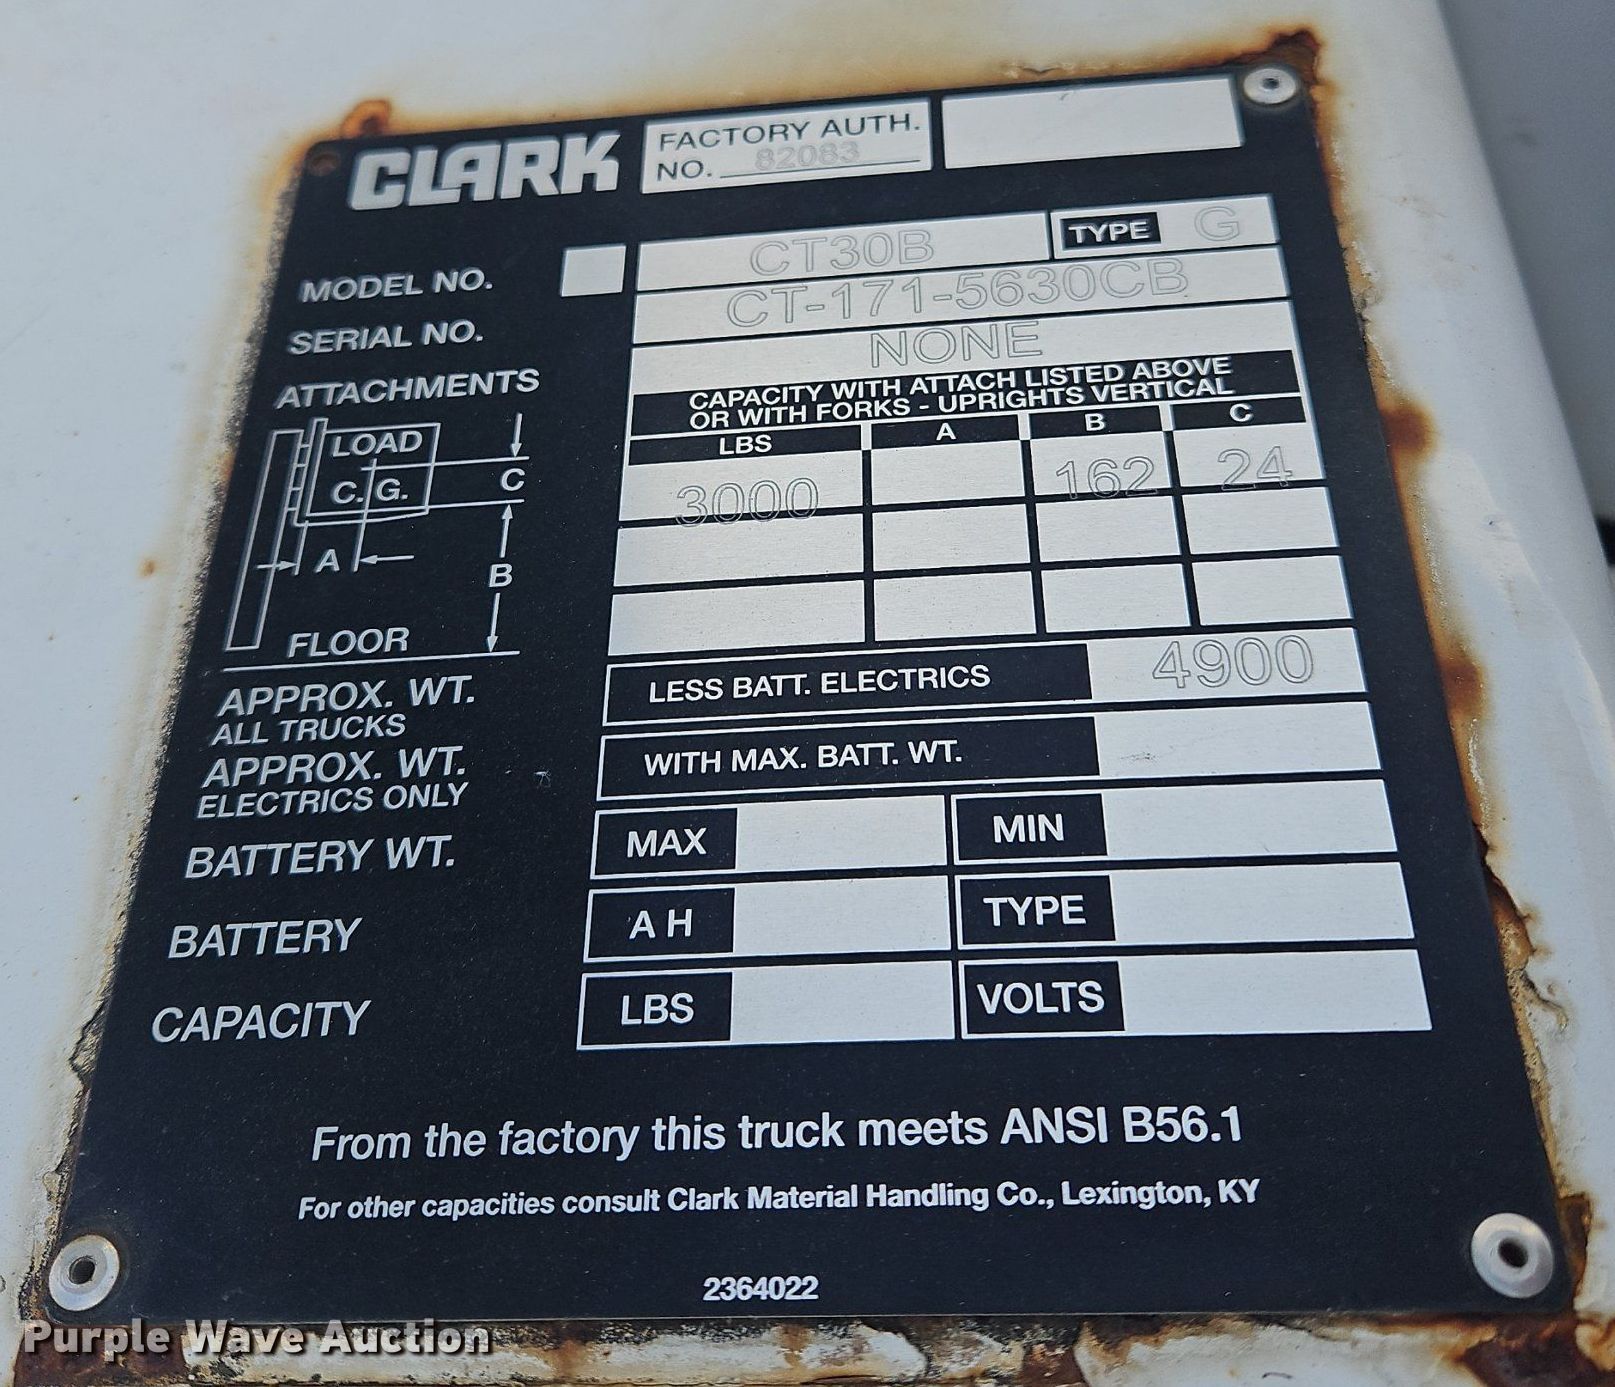 CLARK
FACTORY AUTH.
NO. 82083
MODEL NO. CT30B TYPE G
SERIAL NO. CT-171-5630CB
ATTACHMENTS NONE
CAPACITY WITH ATTACH LISTED ABOVE
OR WITH FORKS - UPRIGHTS VERTICAL
LBS A B C
3000 162 24
LOAD
C. G.
C
A
B
FLOOR
APPROX. WT.
ALL TRUCKS
LESS BATT. ELECTRICS 4900
APPROX. WT.
ELECTRICS ONLY
WITH MAX. BATT. WT.
BATTERY WT. MAX MIN
BATTERY A H TYPE
CAPACITY LBS VOLTS
From the factory this truck meets ANSI B56.1
For other capacities consult Clark Material Handling Co., Lexington, KY
2364022
Purple Wave Auction